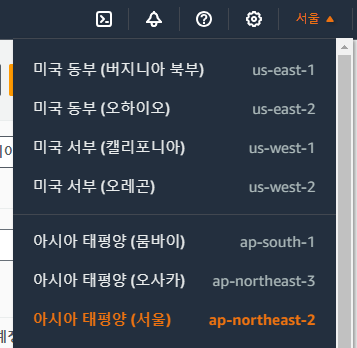 서울
미국 동부 (버지니아 북부) us-east-1
미국 동부 (오하이오) us-east-2
미국 서부 (캘리포니아) us-west-1
미국 서부 (오레곤) us-west-2
아시아 태평양 (뭄바이) ap-south-1
아시아 태평양 (오사카) ap-northeast-3
아시아 태평양 (서울) ap-northeast-2